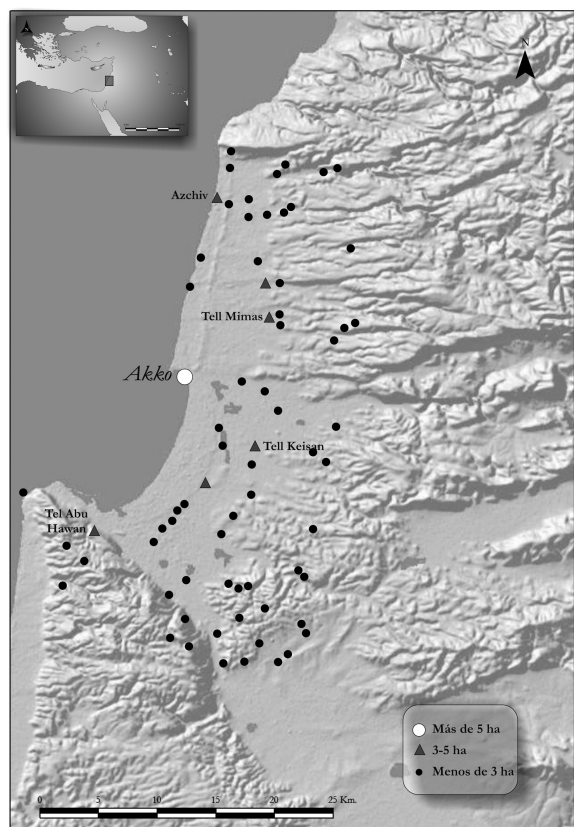 N
Azchiv
Tell Mimas
Akko
Tell Keisan
Tel Abu
Hawan
Más de 5 ha
3-5 ha
Menos de 3 ha
0 5 10 15 20 25 Km.